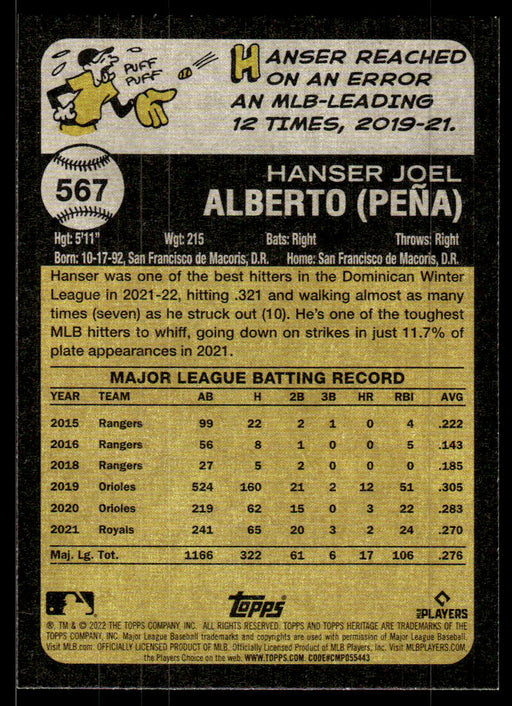 PUFF
PUFF
HANSER REACHED
ON AN ERROR
AN MLB-LEADING
12 TIMES, 2019-21.
567
HANSER JOEL
ALBERTO (PEÑA)
Hgt: 5'11" Wgt: 215 Bats: Right Throws: Right
Born: 10-17-92, San Francisco de Macoris, D.R. Home: San Francisco de Macoris, D.R.
Hanser was one of the best hitters in the Dominican Winter
League in 2021-22, hitting .321 and walking almost as many
times (seven) as he struck out (10). He's one of the toughest
MLB hitters to whiff, going down on strikes in just 11.7% of
plate appearances in 2021.
MAJOR LEAGUE BATTING RECORD
YEAR TEAM AB H 2B 3B HR RBI AVG
2015 Rangers 99 22 2 1 0 4 .222
2016 Rangers 56 8 1 0 0 5 .143
2018 Rangers 27 5 2 0 0 0 .185
2019 Orioles 524 160 21 2 12 51 .305
2020 Orioles 219 62 15 0 3 22 .283
2021 Royals 241 65 20 3 2 24 .270
Maj. Lg. Tot. 1166 322 61 6 17 106 .276
Topps
MLB PLAYERS
®, TM & © 2022 THE TOPPS COMPANY, INC. ALL RIGHTS RESERVED. TOPPS AND TOPPS HERITAGE ARE TRADEMARKS OF
THE TOPPS COMPANY, INC. Major League Baseball trademarks and copyrights are used with permission of Major League Baseball.
Visit MLB.com. OFFICIALLY LICENSED PRODUCT OF MLB. Officially Licensed Product of MLB Players, Inc. Visit MLBPLAYERS.com,
the Players Choice on the web. WWW.TOPPS.COM. CODE#CMP055443